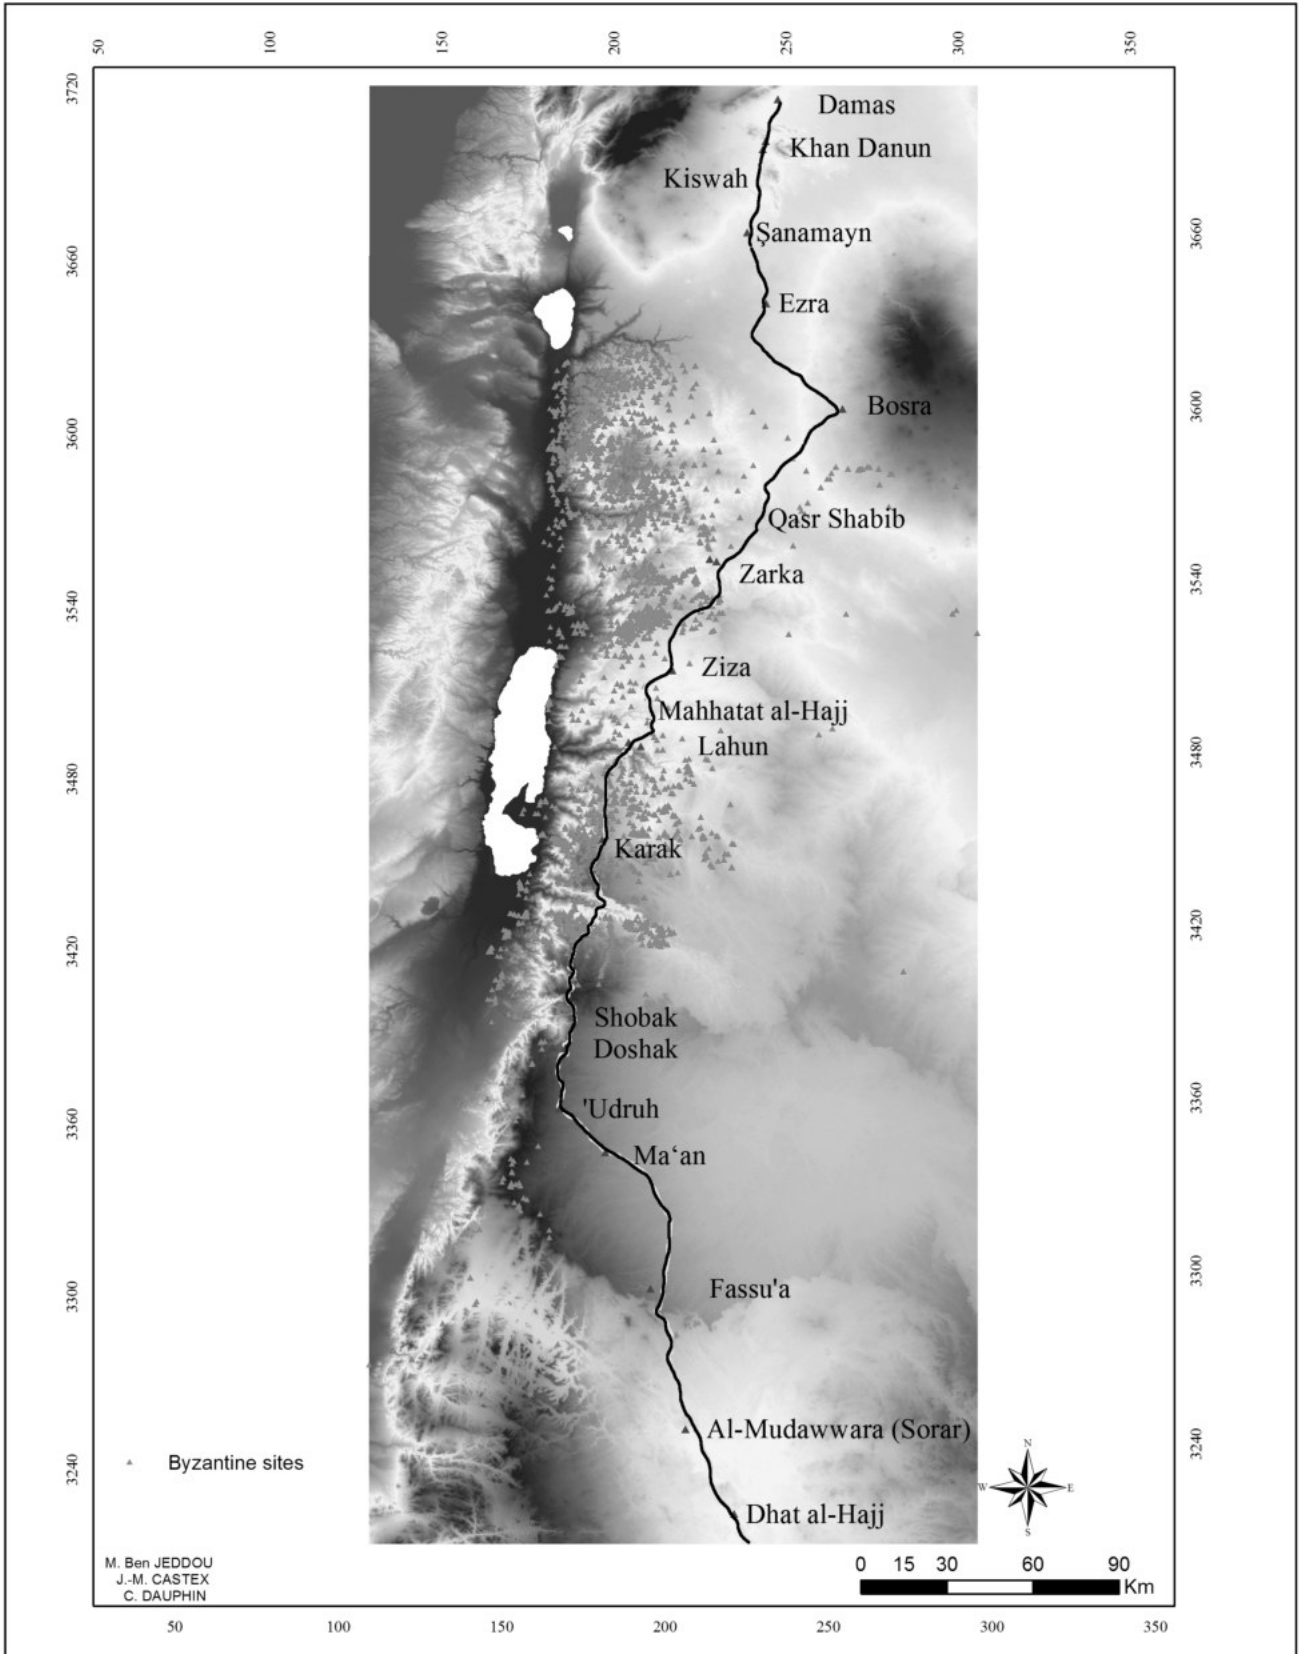 50 100 150 200 250 300 350
3720
Damas
Khan Danun
Kiswah
Şanamayn
3660 3660
Ezra
Bosra
3600 3600
Qasr Shabib
Zarka
3540 3540
Ziza
Mahhatat al-Hajj
Lahun
3480 3480
Karak
3420 3420
Shobak
Doshak
'Udruh
3360 3360
Ma‘an
Fassu'a
3300 3300
Al-Mudawwara (Sorar)
3240 3240
Byzantine sites
N
W E
S
Dhat al-Hajj
M. Ben JEDDOU
J.-M. CASTEX
C. DAUPHIN
0 15 30 60 90
Km
50 100 150 200 250 300 350